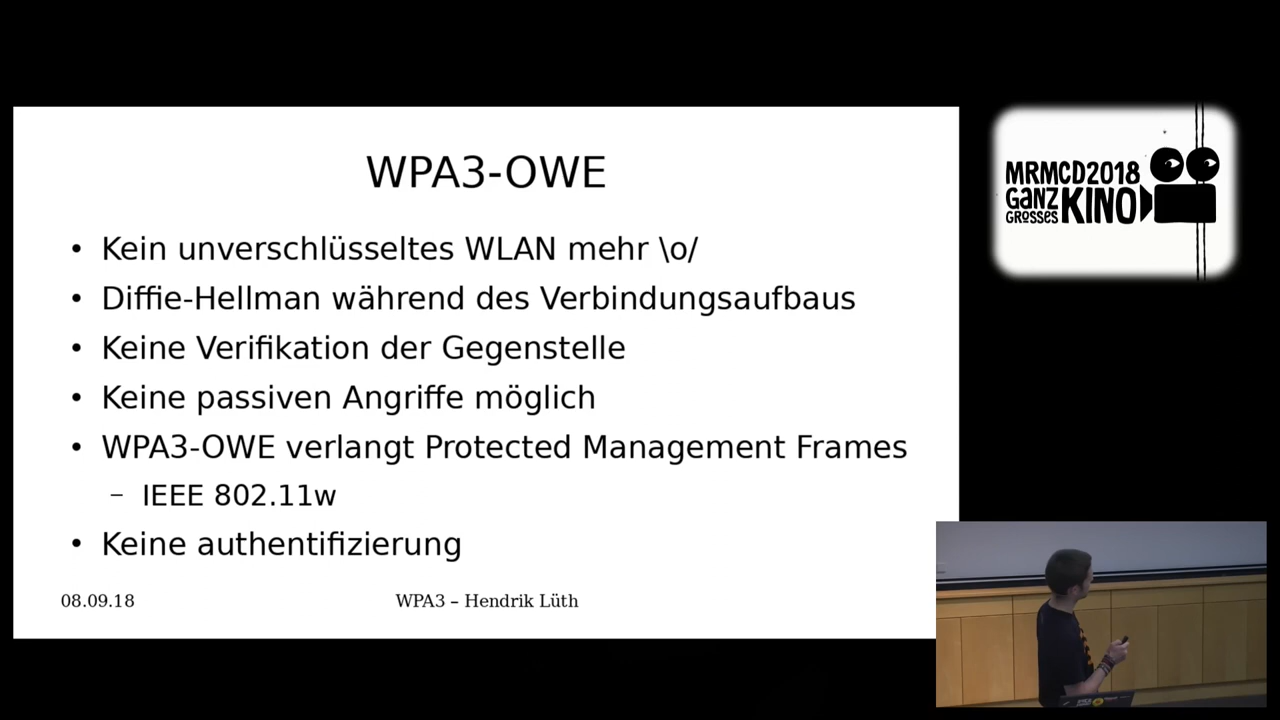 WPA3-OWE
• Kein unverschlüsseltes WLAN mehr \o/
• Diffie-Hellman während des Verbindungsaufbaus
• Keine Verifikation der Gegenstelle
• Keine passiven Angriffe möglich
• WPA3-OWE verlangt Protected Management Frames
– IEEE 802.11w
• Keine authentifizierung
08.09.18
WPA3 – Hendrik Lüth
MRMCD2018
GANZ
GROSSES
KINO